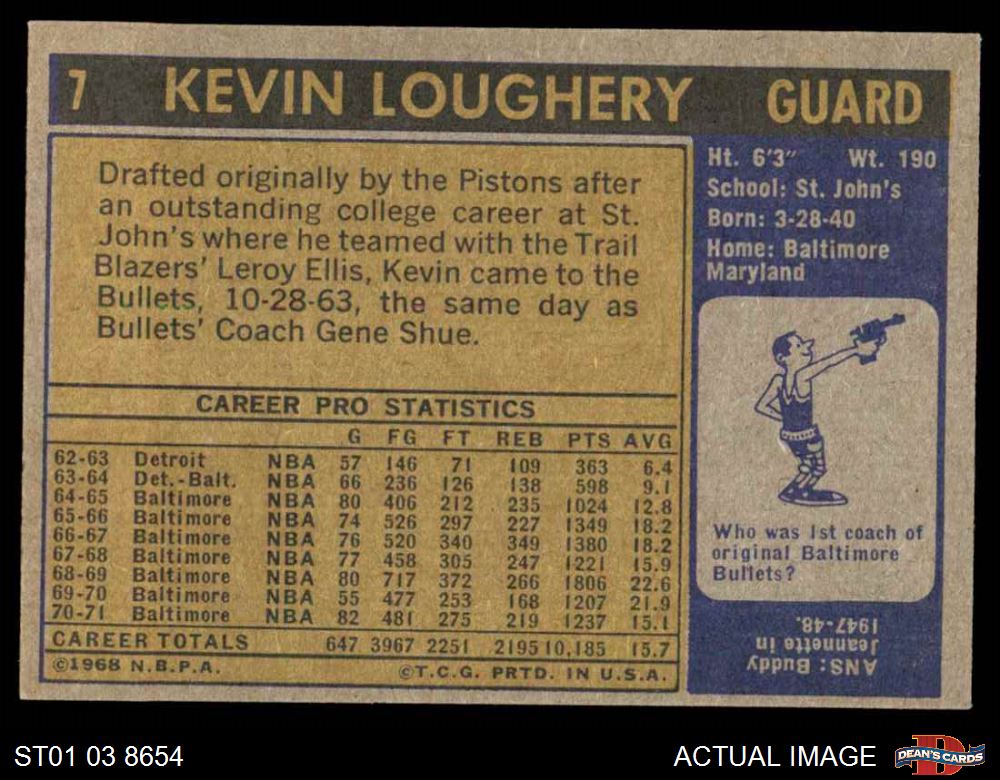 7 KEVIN LOUGHERY GUARD
Drafted originally by the Pistons after
an outstanding college career at St.
John's where he teamed with the Trail
Blazers' Leroy Ellis, Kevin came to the
Bullets, 10-28-63, the same day as
Bullets' Coach Gene Shue.
Ht. 6'3" Wt. 190
School: St. John's
Born: 3-28-40
Home: Baltimore
Maryland
CAREER PRO STATISTICS
G FG FT REB PTS AVG
62-63 Detroit NBA 57 146 71 109 363 6.4
63-64 Det.-Balt. NBA 66 236 126 138 598 9.1
64-65 Baltimore NBA 80 406 212 235 1024 12.8
65-66 Baltimore NBA 74 526 297 227 1349 18.2
66-67 Baltimore NBA 76 520 340 349 1380 18.2
67-68 Baltimore NBA 77 458 305 247 1221 15.9
68-69 Baltimore NBA 80 717 372 266 1806 22.6
69-70 Baltimore NBA 55 477 253 168 1207 21.9
70-71 Baltimore NBA 82 481 275 219 1237 15.1
CAREER TOTALS 647 3967 2251 2195 10,185 15.7
©1968 N.B.P.A. ©T.C.G. PRTD. IN U.S.A.
Who was 1st coach of
original Baltimore
Bullets?
ANS: Buddy
Jeannette in
1947-48.
ST01 03 8654 ACTUAL IMAGE
DEAN'S CARDS